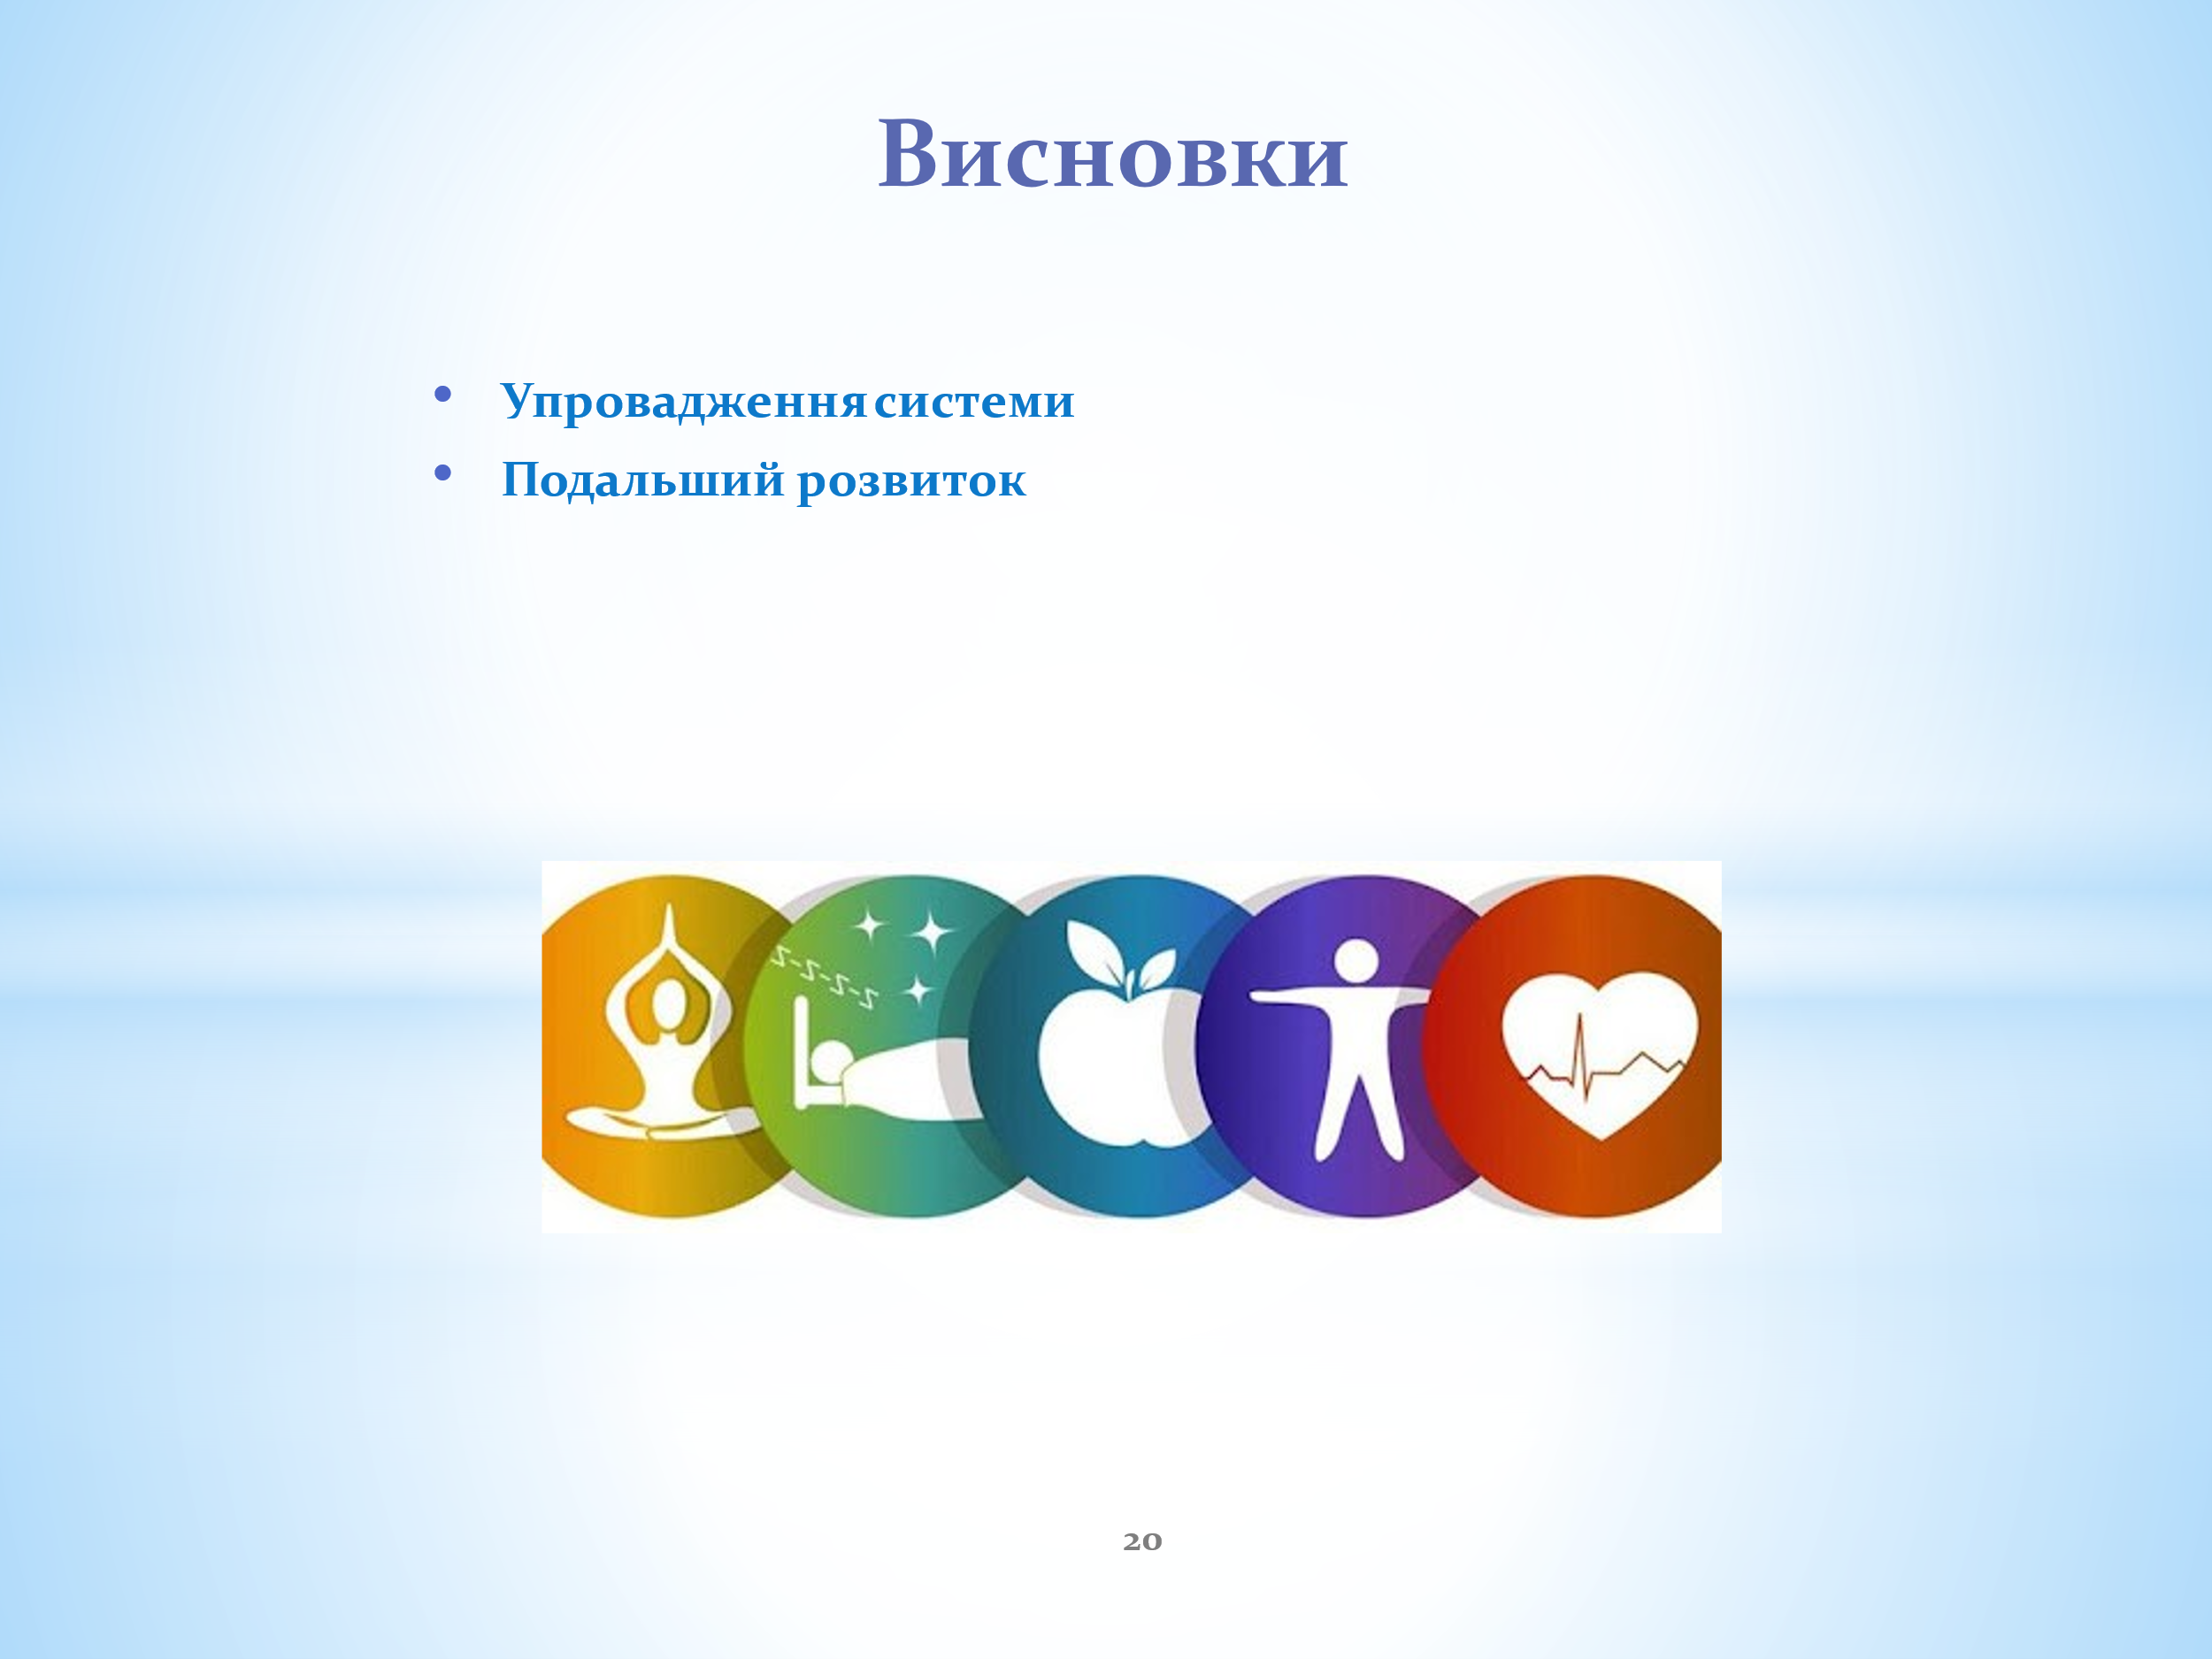 Висновки
• Упровадження системи
• Подальший розвиток
z-z-z-z
20